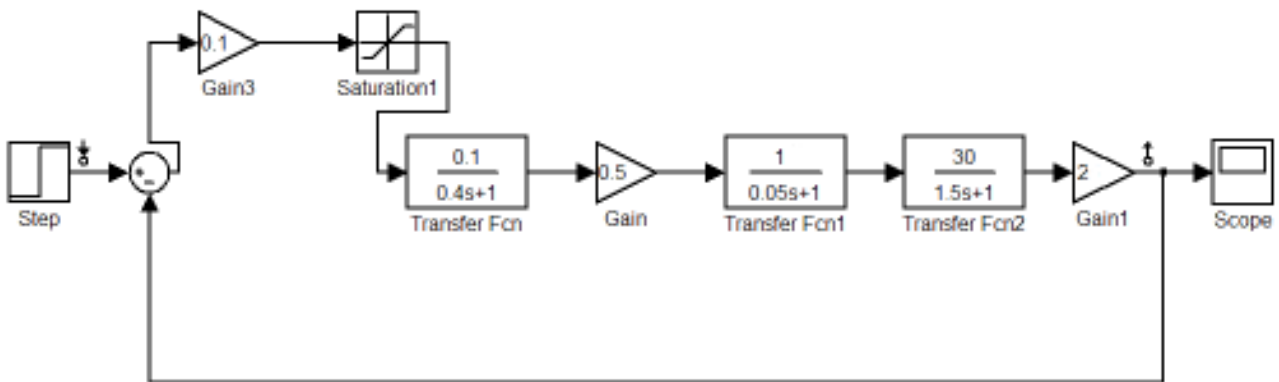 0.1
Gain3
Saturation1
Step
+
-
0.1
0.4s+1
Transfer Fcn
0.5
Gain
1
0.05s+1
Transfer Fcn1
30
1.5s+1
Transfer Fcn2
2
Gain1
Scope